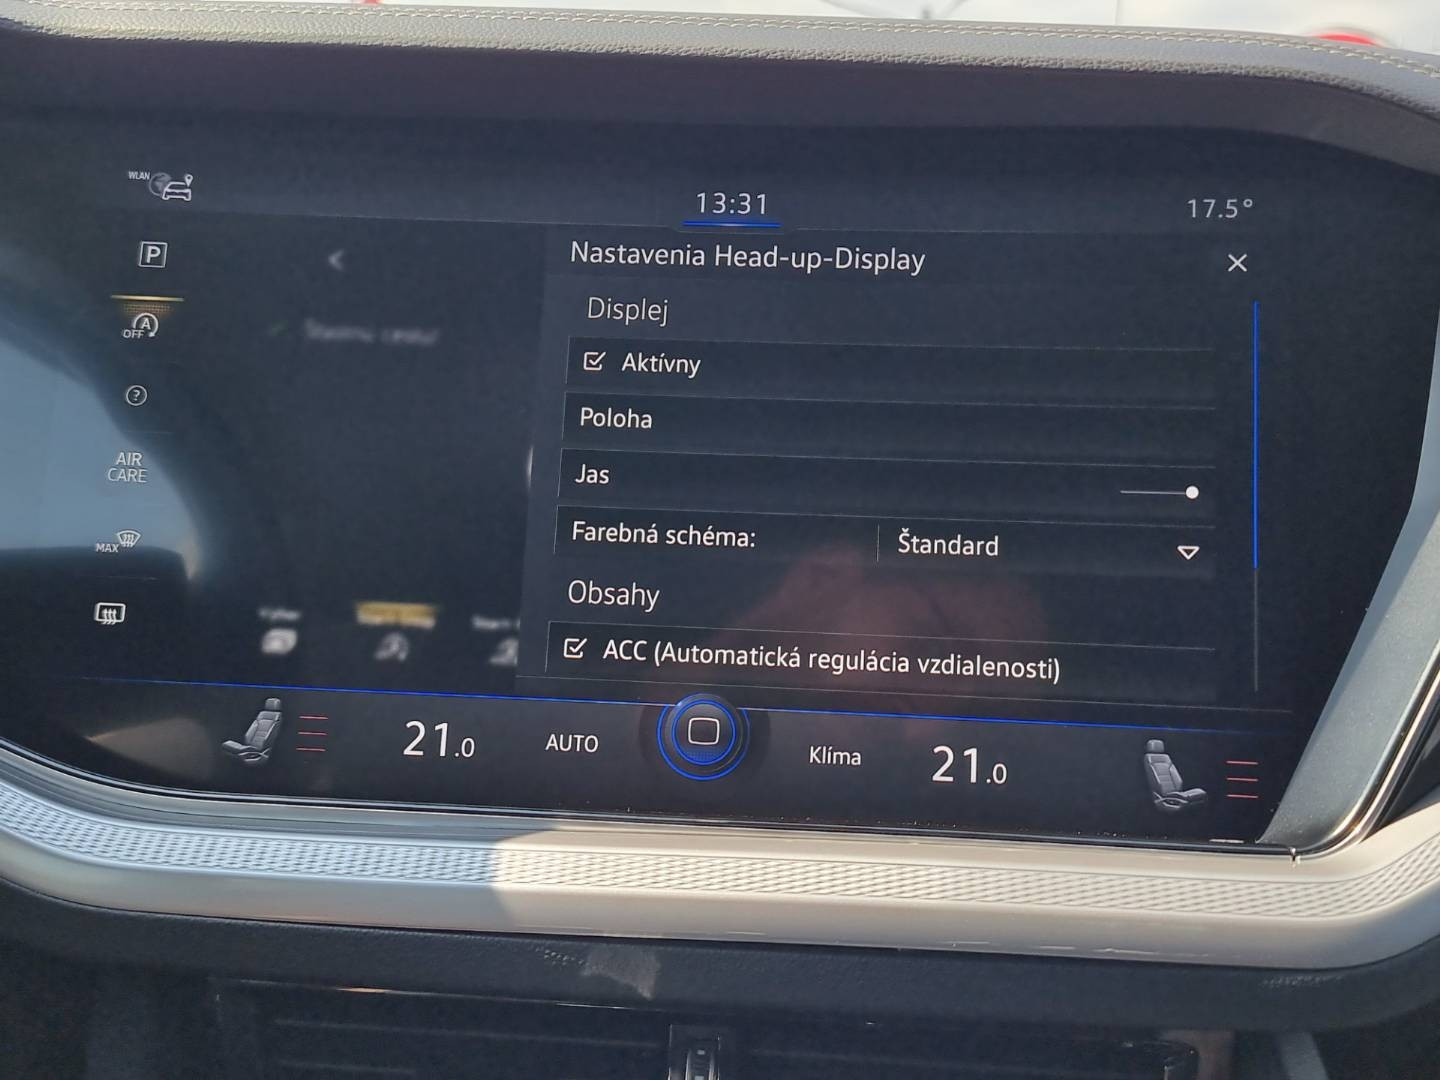 WLAN
13:31
17.5°
P
Nastavenia Head-up-Display
Displej
A
OFF
Aktívny
?
Poloha
AIR
CARE
Jas
MAX
Farebná schéma:
Štandard
Obsahy
ACC (Automatická regulácia vzdialenosti)
21.0
AUTO
Klíma
21.0